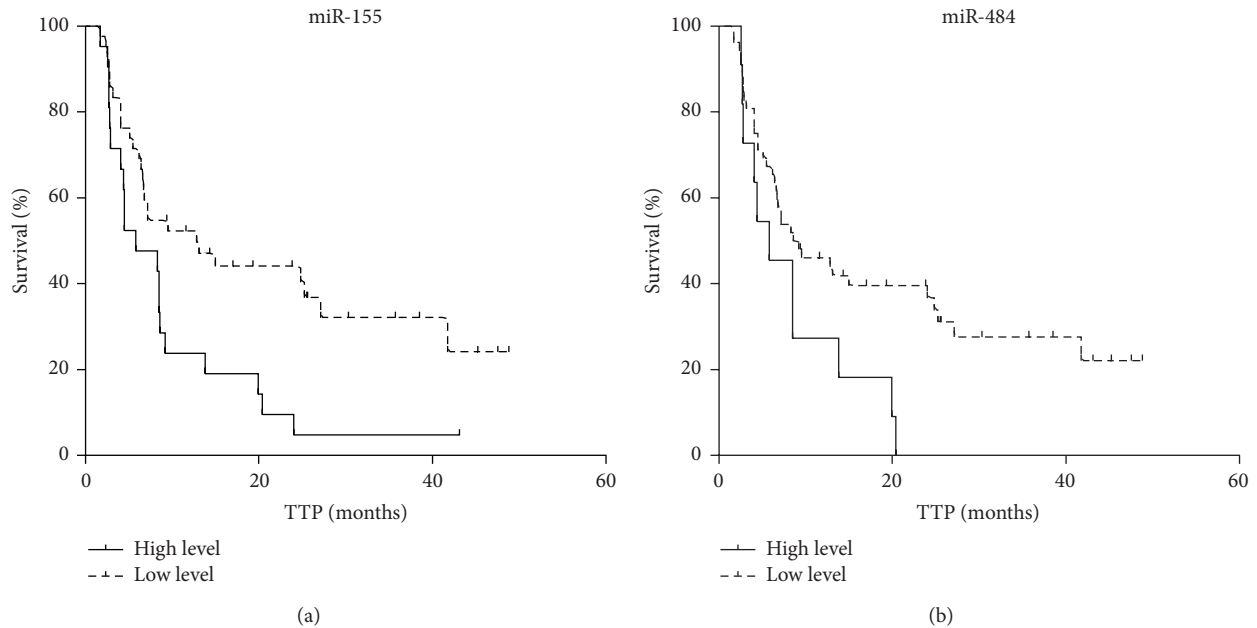 miR-155
100
80
60
40
20
0
Survival (%)
0 20 40 60
TTP (months)
High level
Low level
(a)
miR-484
100
80
60
40
20
0
Survival (%)
0 20 40 60
TTP (months)
High level
Low level
(b)